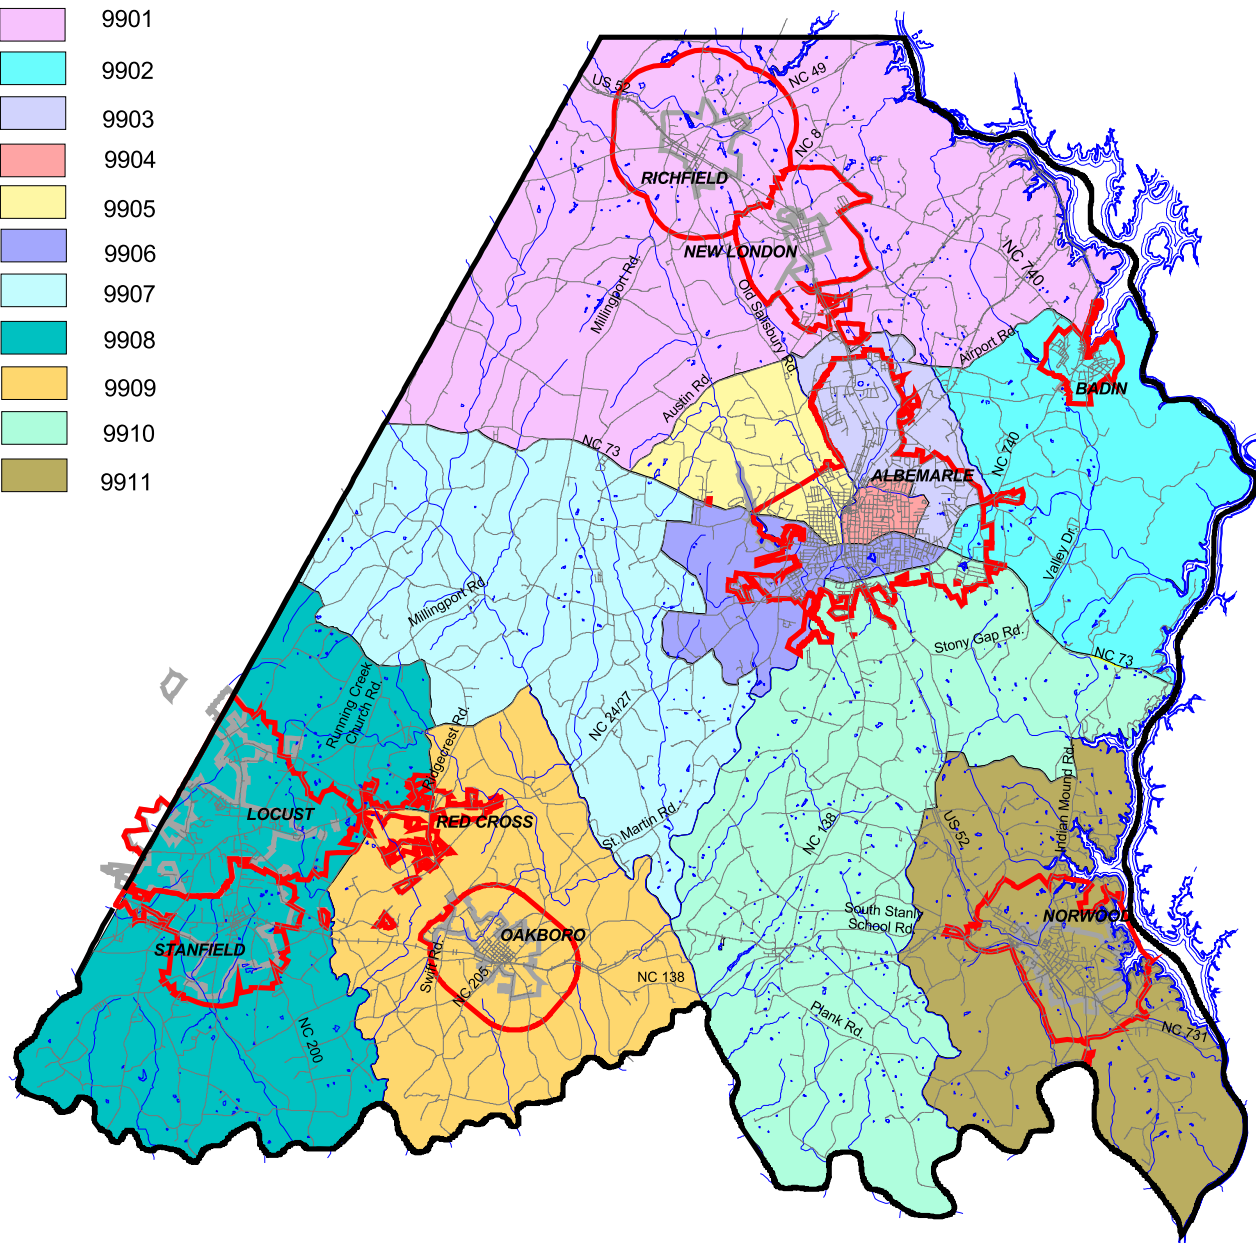 9901
9902
9903
9904
9905
9906
9907
9908
9909
9910
9911
US 52
NC 49
NC 8
RICHFIELD
NEW LONDON
NC 740
Millingport Rd.
Old Salisbury Rd.
Airport Rd.
BADIN
Austin Rd.
NC 73
NC 740
ALBEMARLE
Valley Dr.
Millingport Rd.
Stony Gap Rd.
NC 73
Running Creek
Church Rd.
NC 24/27
Ridgecrest Rd.
Indian Mound Rd.
LOCUST
RED CROSS
St. Martin Rd.
NC 138
US 52
South Stanly
School Rd.
NORWOOD
STANFIELD
OAKBORO
Swift Rd.
NC 205
NC 138
NC 200
Plank Rd.
NC 731